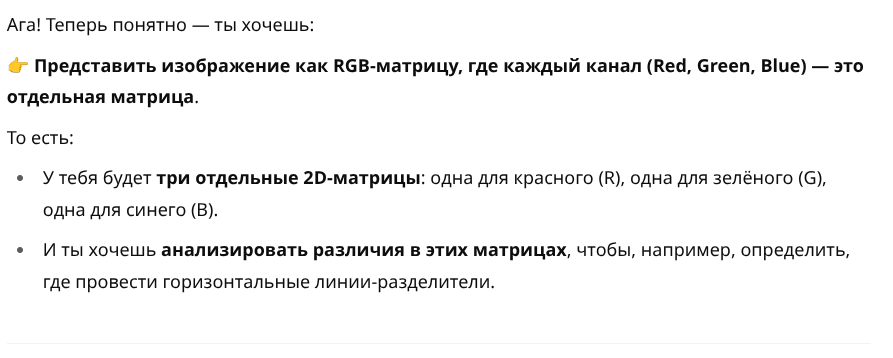 Ага! Теперь понятно — ты хочешь:
👉 Представить изображение как RGB-матрицу, где каждый канал (Red, Green, Blue) — это
отдельная матрица.
То есть:
• У тебя будет три отдельные 2D-матрицы: одна для красного (R), одна для зелёного (G),
одна для синего (B).
• И ты хочешь анализировать различия в этих матрицах, чтобы, например, определить,
где провести горизонтальные линии-разделители.